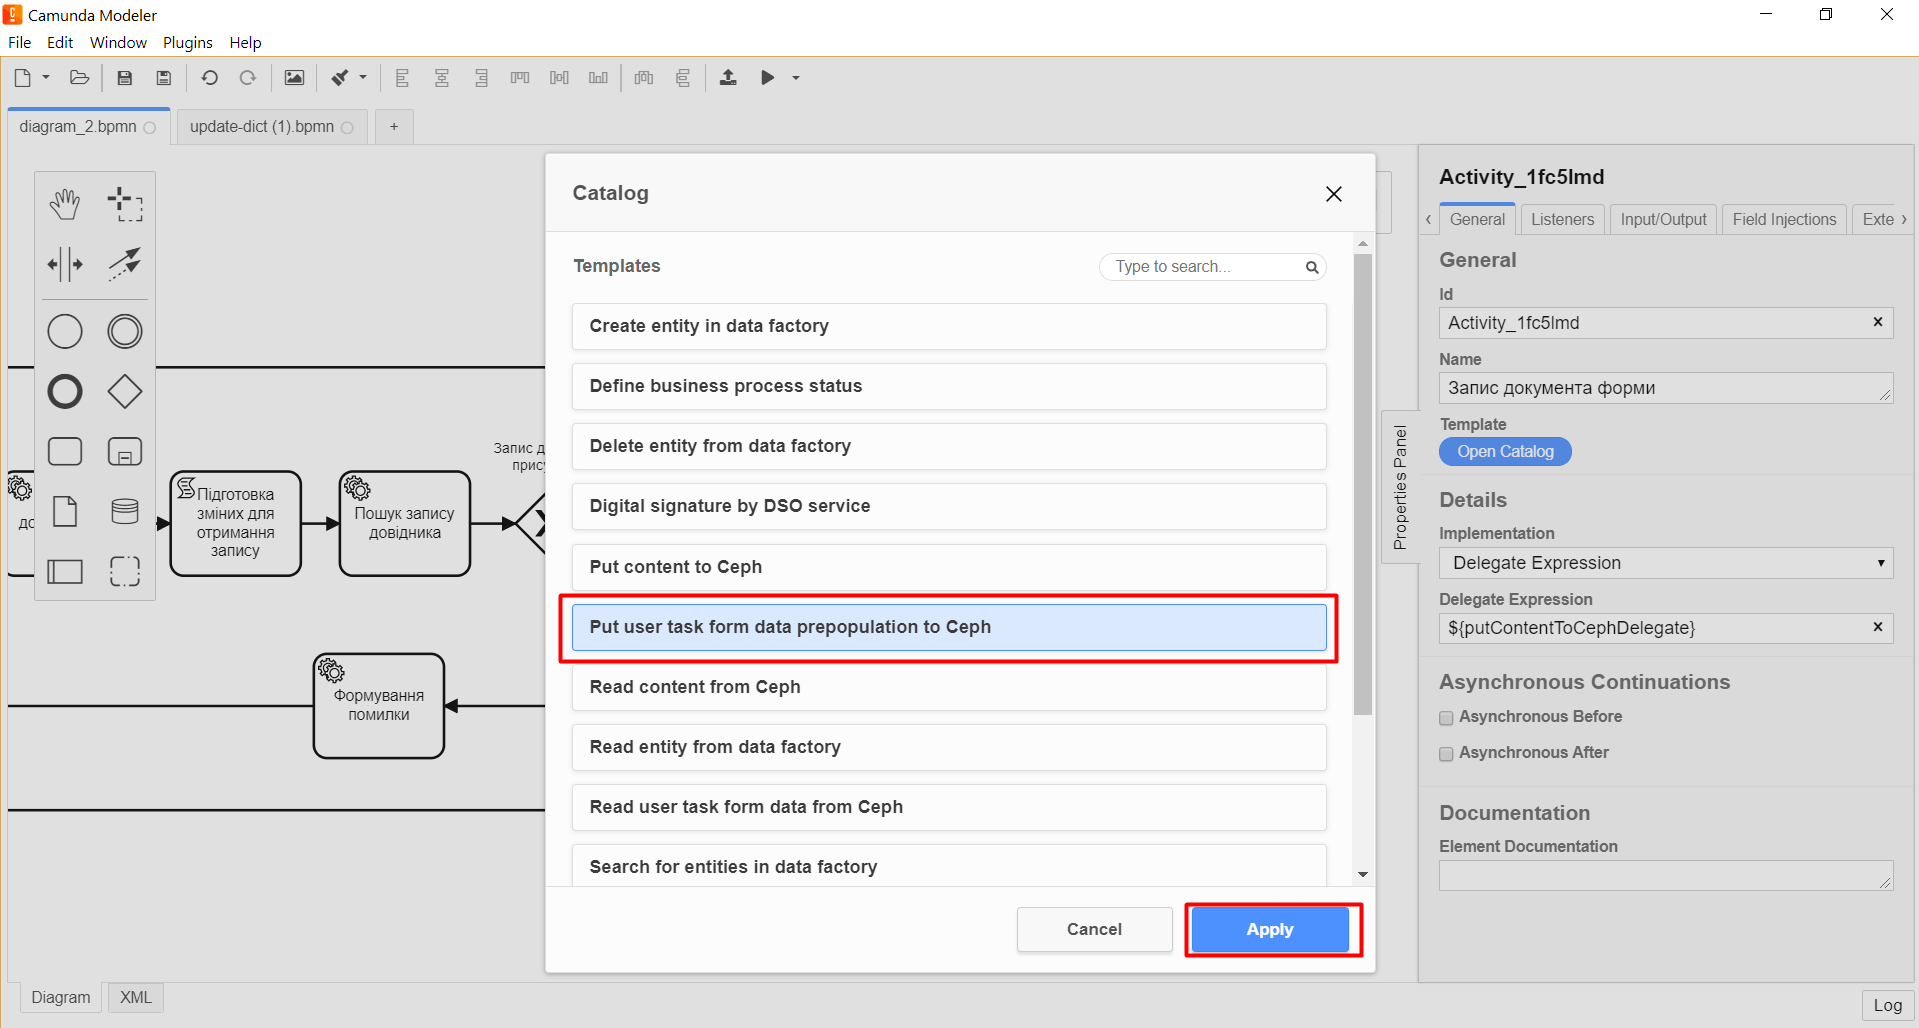 Camunda Modeler
File Edit Window Plugins Help
diagram_2.bpmn
update-dict (1).bpmn
+
Запис д
прису
до
Підготовка
зміних для
отримання
запису
Пошук запису
довідника
Формування
помилки
Catalog
Templates
Type to search...
Create entity in data factory
Define business process status
Delete entity from data factory
Digital signature by DSO service
Put content to Ceph
Put user task form data prepopulation to Ceph
Read content from Ceph
Read entity from data factory
Read user task form data from Ceph
Search for entities in data factory
Cancel
Apply
Properties Panel
Activity_1fc5lmd
General Listeners Input/Output Field Injections Exte
General
Id
Activity_1fc5lmd
Name
Запис документа форми
Template
Open Catalog
Details
Implementation
Delegate Expression
Delegate Expression
${putContentToCephDelegate}
Asynchronous Continuations
Asynchronous Before
Asynchronous After
Documentation
Element Documentation
Diagram
XML
Log